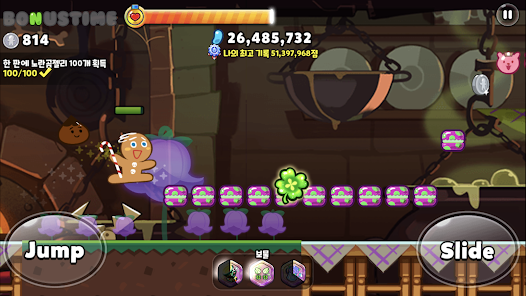 BONUSTIME
814
26,485,732
나의 최고 기록 51,397,968점
한 판에 노란곰젤리 100개 획득
100/100
보물
Jump
Slide